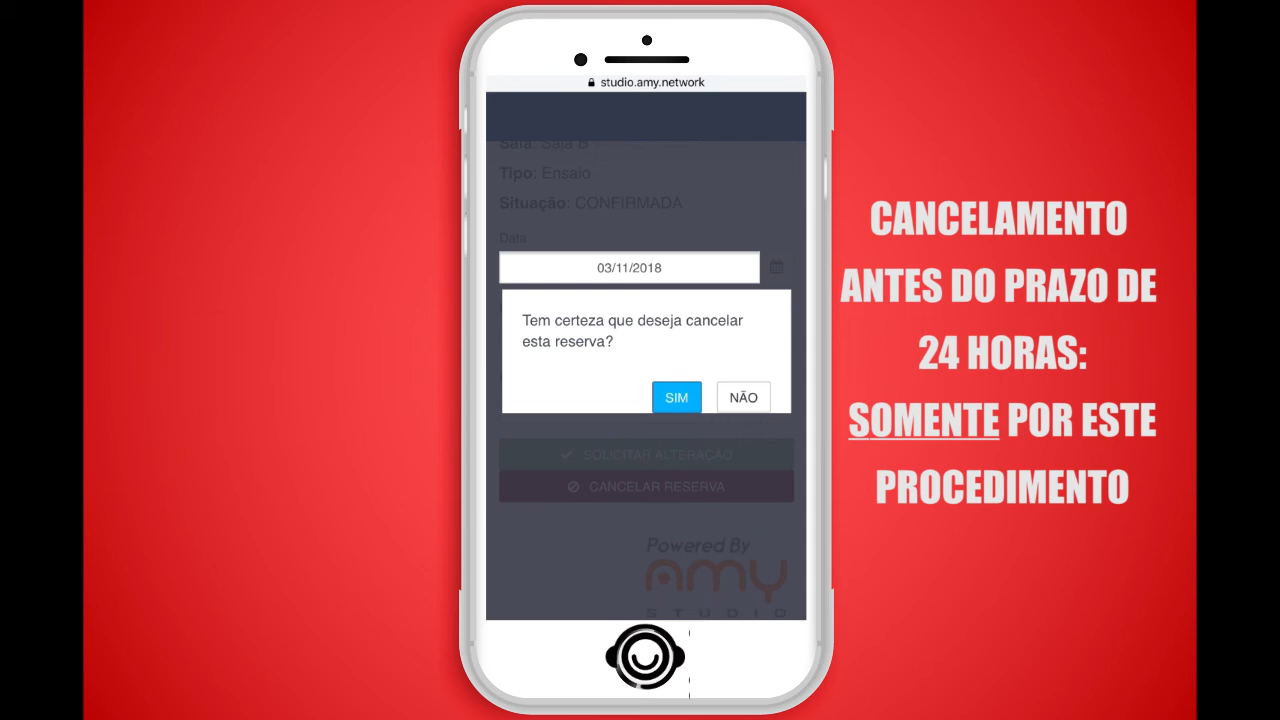 studio.amy.network
Sala: Sala B
Tipo: Ensaio
Situação: CONFIRMADA
Data
03/11/2018
Tem certeza que deseja cancelar
esta reserva?
SIM
NÃO
SOLICITAR ALTERAÇÃO
CANCELAR RESERVA
Powered By
AMY
STUDIO
CANCELAMENTO
ANTES DO PRAZO DE
24 HORAS:
SOMENTE POR ESTE
PROCEDIMENTO